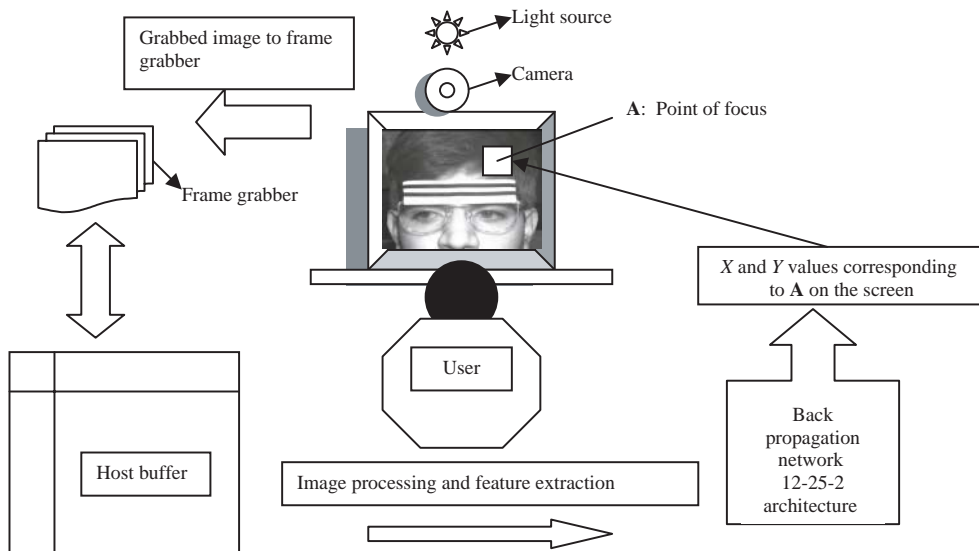 Light source
Grabbed image to frame
grabber
Camera
A: Point of focus
Frame grabber
X and Y values corresponding
to A on the screen
User
Back
propagation
network
12-25-2
architecture
Host buffer
Image processing and feature extraction